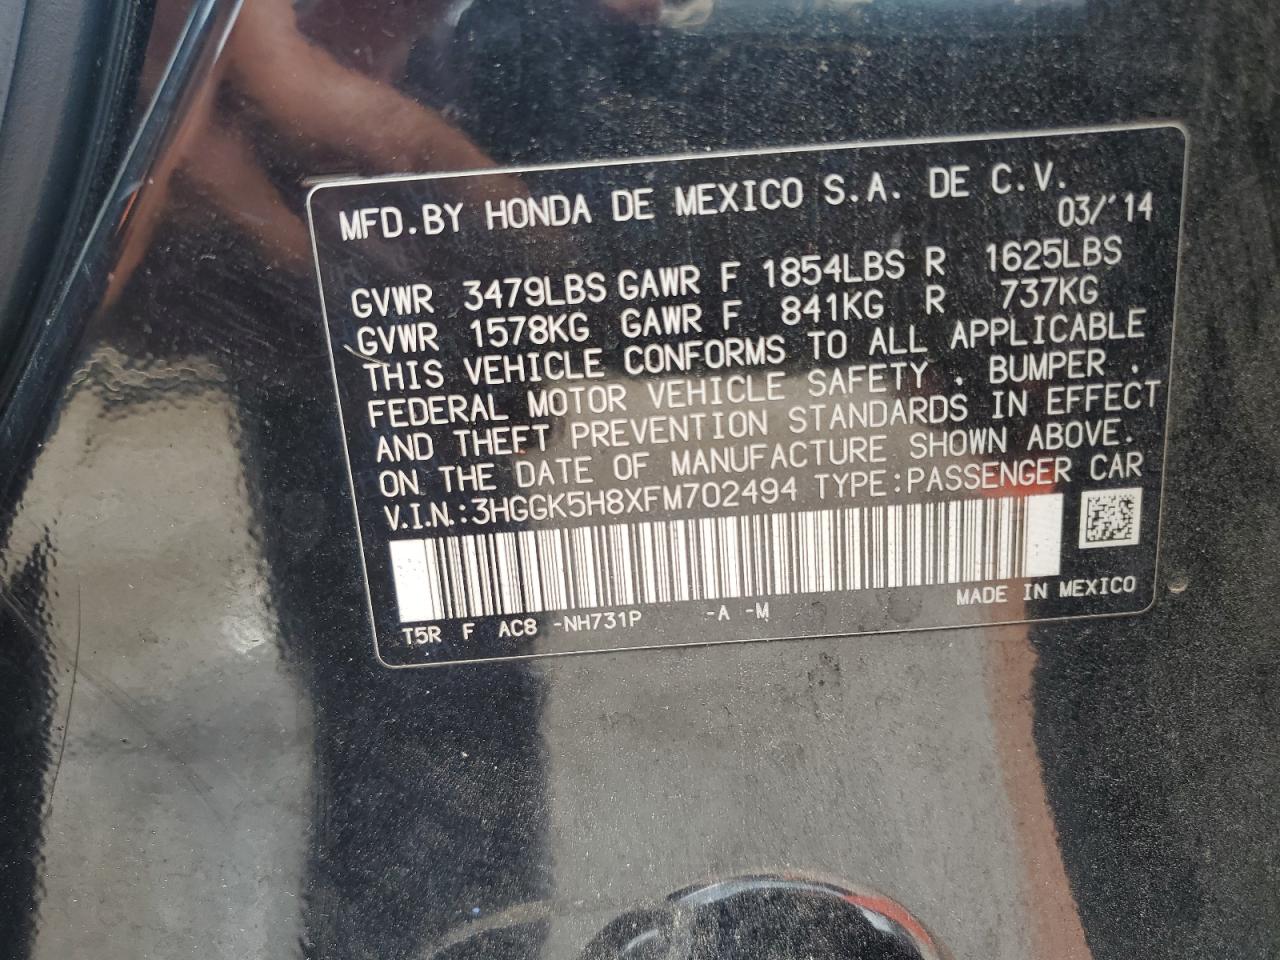 MFD.BY HONDA DE MEXICO S.A. DE C.V.
03/'14
GVWR 3479LBS GAWR F 1854LBS R 1625LBS
GVWR 1578KG GAWR F 841KG R 737KG
THIS VEHICLE CONFORMS TO ALL APPLICABLE
FEDERAL MOTOR VEHICLE SAFETY , BUMPER ,
AND THEFT PREVENTION STANDARDS IN EFFECT
ON THE DATE OF MANUFACTURE SHOWN ABOVE.
V.I.N.:3HGGK5H8XFM702494 TYPE:PASSENGER CAR
T5R F AC8 -NH731P -A -M MADE IN MEXICO